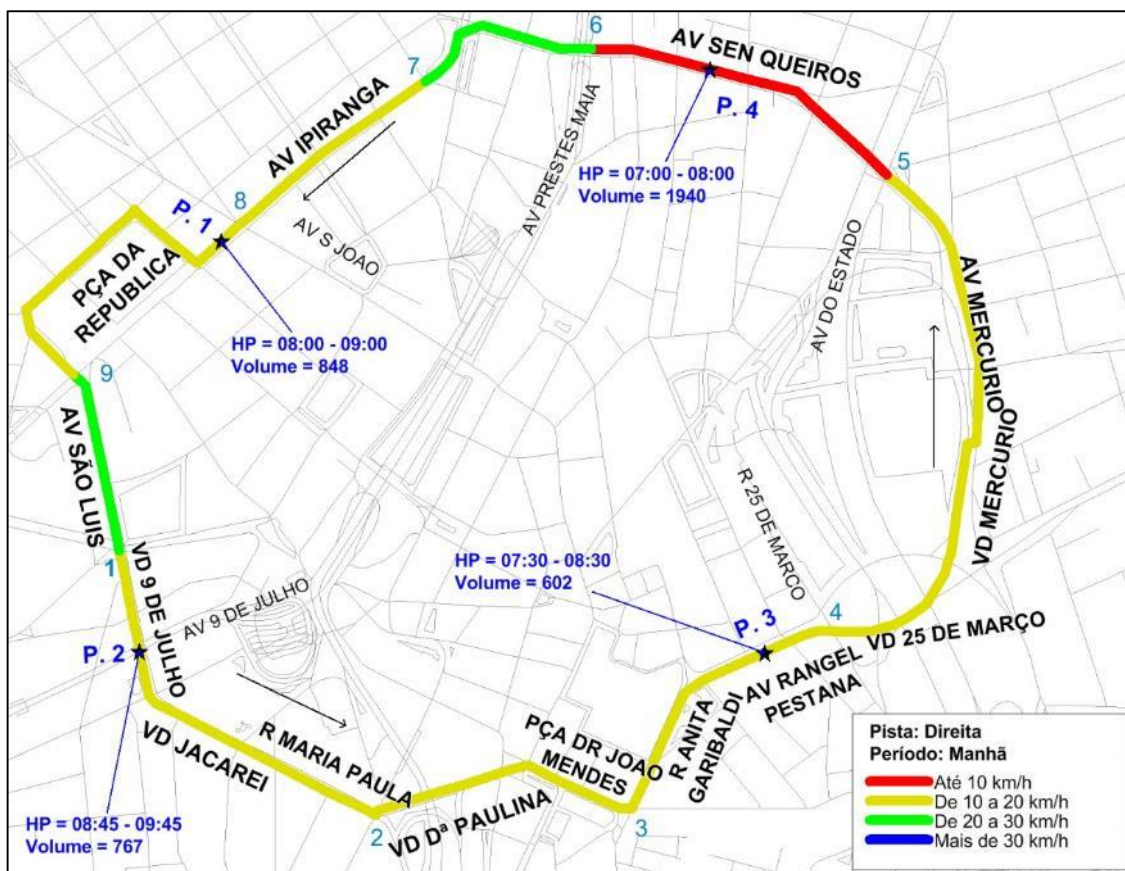 6
AV SEN QUEIROS
7
P. 4
AV IPIRANGA
AV PRESTES MAIA
HP = 07:00 - 08:00
Volume = 1940
5
8
P. 1
AV S JOAO
PÇA DA
REPUBLICA
AV DO ESTADO
AV MERCURIO
HP = 08:00 - 09:00
Volume = 848
9
AV SÃO LUIS
VD MERCURIO
R 25 DE MARÇO
HP = 07:30 - 08:30
Volume = 602
1
VD 9 DE JULHO
AV 9 DE JULHO
P. 2
P. 3
4
VD 25 DE MARÇO
AV RANGEL
PESTANA
R ANITA
GARIBALDI
PÇA DR JOAO
MENDES
R MARIA PAULA
VD JACAREI
2
VD Dª PAULINA
3
HP = 08:45 - 09:45
Volume = 767
Pista: Direita
Período: Manhã
Até 10 km/h
De 10 a 20 km/h
De 20 a 30 km/h
Mais de 30 km/h